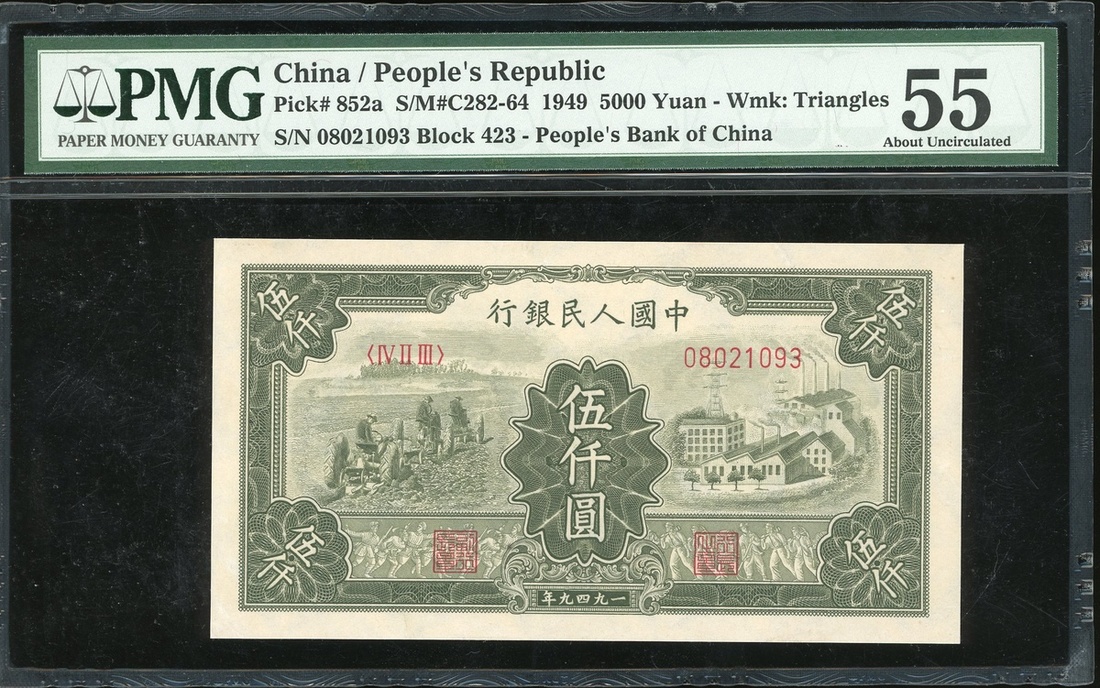 PMG
PAPER MONEY GUARANTY
China / People's Republic
Pick# 852a S/M#C282-64 1949 5000 Yuan - Wmk: Triangles
S/N 08021093 Block 423 - People's Bank of China
55
About Uncirculated
伍仟
伍仟
中國人民銀行
〈IV II III〉
08021093
伍仟圓
伍仟
伍仟
一九四九年